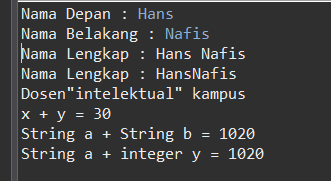 Nama Depan : Hans
Nama Belakang : Nafis
Nama Lengkap : Hans Nafis
Nama Lengkap : HansNafis
Dosen"intelektual" kampus
x + y = 30
String a + String b = 1020
String a + integer y = 1020